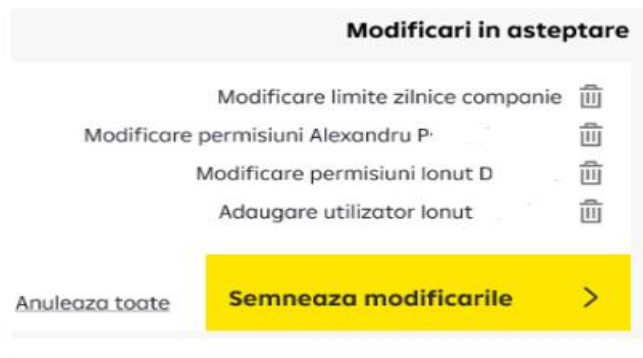 Modificari in asteptare
Modificare limite zilnice companie
Modificare permisiuni Alexandru P
Modificare permisiuni Ionut D
Adaugare utilizator Ionut
Anuleaza toate
Semneaza modificarile